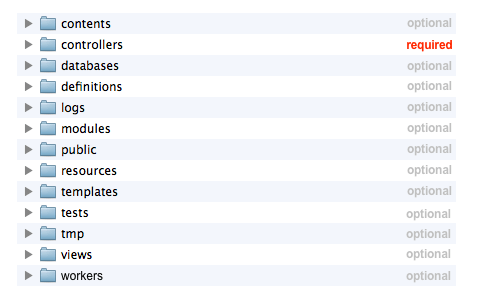 contents optional
controllers required
databases optional
definitions optional
logs optional
modules optional
public optional
resources optional
templates optional
tests optional
tmp optional
views optional
workers optional